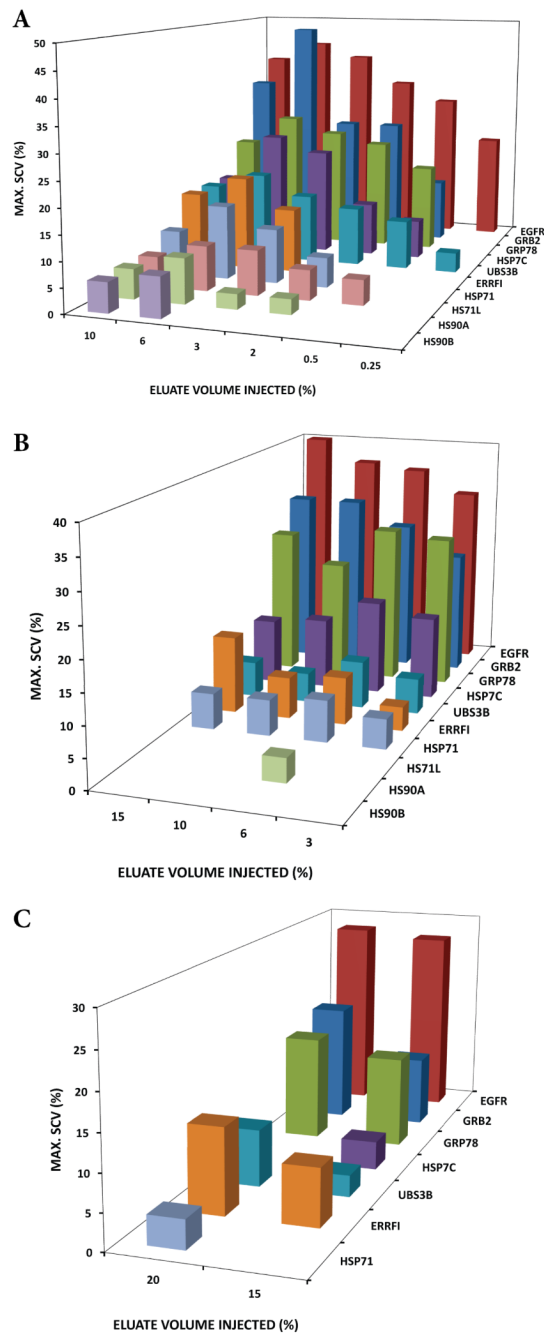 A
50
45
40
35
30
25
20
15
10
5
0
MAX. SCV (%)
10
6
3
2
0.5
0.25
ELUATE VOLUME INJECTED (%)
EGFR
GRB2
GRP78
HSP7C
UBS3B
ERRFI
HSP71
HS71L
HS90A
HS90B
B
40
35
30
25
20
15
10
5
0
MAX. SCV (%)
15
10
6
3
ELUATE VOLUME INJECTED (%)
EGFR
GRB2
GRP78
HSP7C
UBS3B
ERRFI
HSP71
HS71L
HS90A
HS90B
C
30
25
20
15
10
5
0
MAX. SCV (%)
20
15
ELUATE VOLUME INJECTED (%)
EGFR
GRB2
GRP78
HSP7C
UBS3B
ERRFI
HSP71